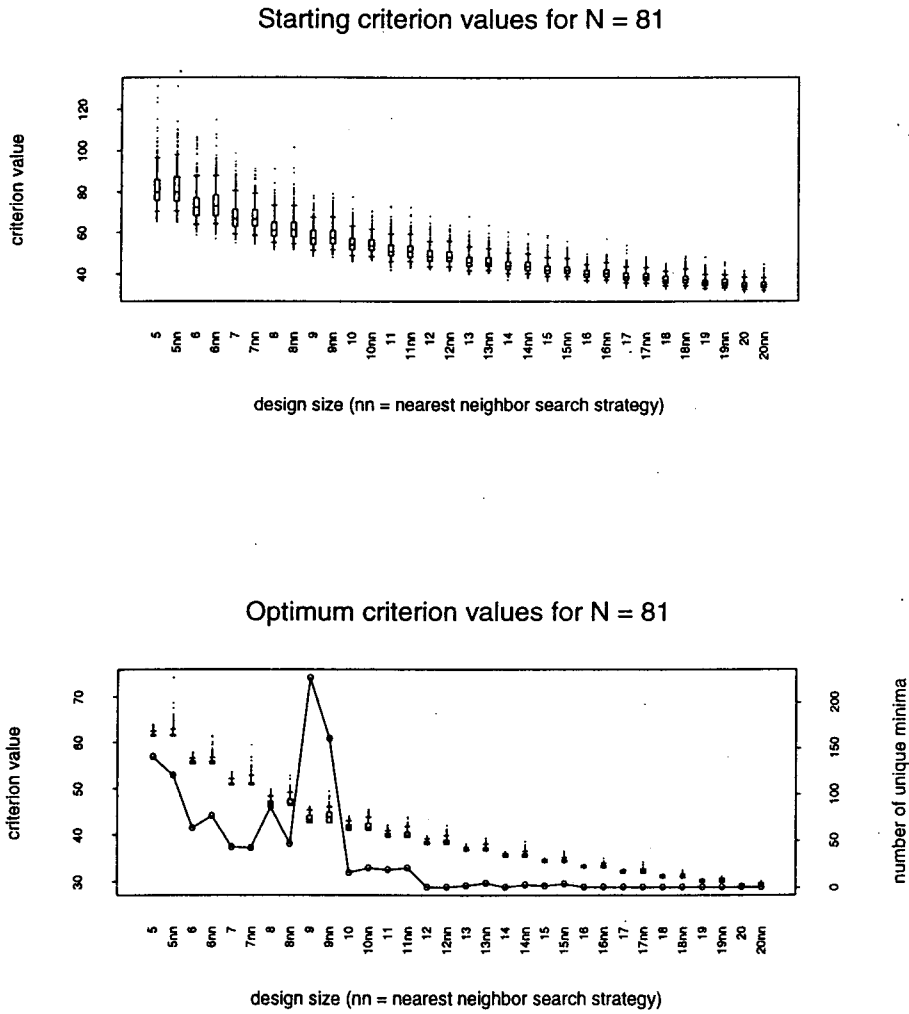 Starting criterion values for N = 81
criterion value
120
100
80
60
40
5
5nn
6
6nn
7
7nn
8
8nn
9
9nn
10
10nn
11
11nn
12
12nn
13
13nn
14
14nn
15
15nn
16
16nn
17
17nn
18
18nn
19
19nn
20
20nn
design size (nn = nearest neighbor search strategy)
Optimum criterion values for N = 81
criterion value
70
60
50
40
30
200
150
100
50
0
number of unique minima
5
5nn
6
6nn
7
7nn
8
8nn
9
9nn
10
10nn
11
11nn
12
12nn
13
13nn
14
14nn
15
15nn
16
16nn
17
17nn
18
18nn
19
19nn
20
20nn
design size (nn = nearest neighbor search strategy)